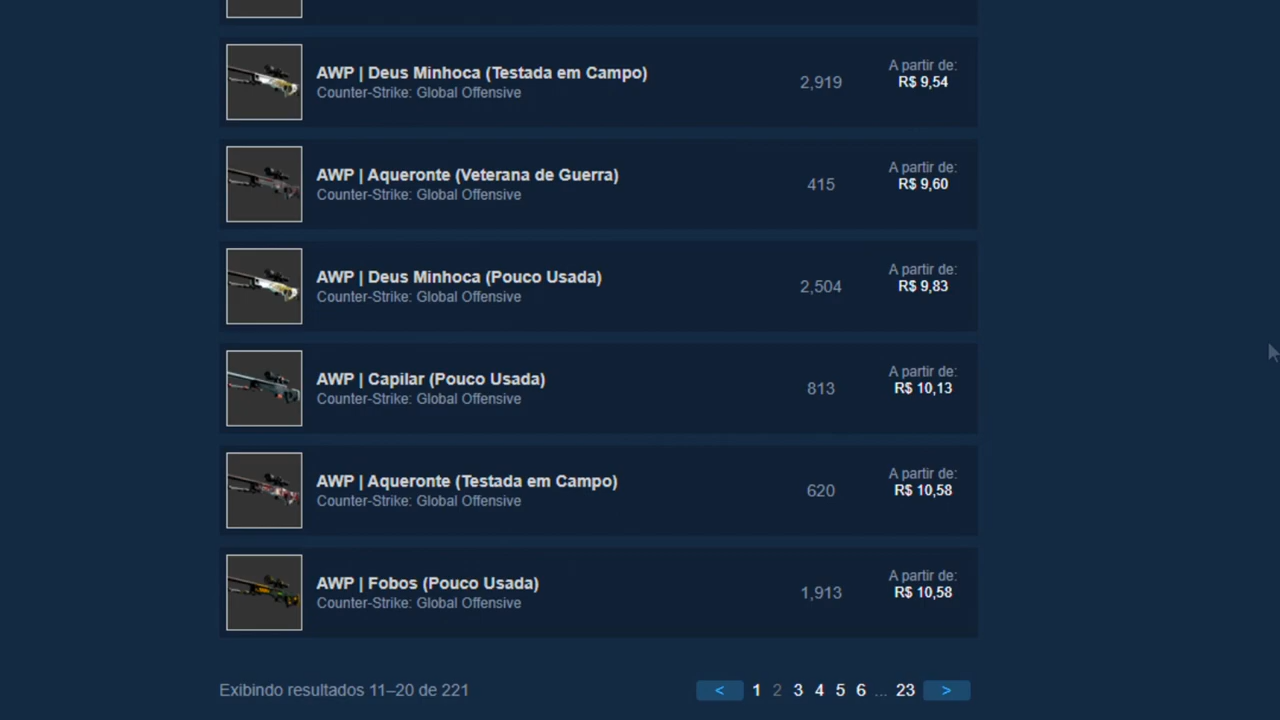 AWP | Deus Minhoca (Testada em Campo)
Counter-Strike: Global Offensive
2,919
A partir de:
R$ 9,54
AWP | Aqueronte (Veterana de Guerra)
Counter-Strike: Global Offensive
415
A partir de:
R$ 9,60
AWP | Deus Minhoca (Pouco Usada)
Counter-Strike: Global Offensive
2,504
A partir de:
R$ 9,83
AWP | Capilar (Pouco Usada)
Counter-Strike: Global Offensive
813
A partir de:
R$ 10,13
AWP | Aqueronte (Testada em Campo)
Counter-Strike: Global Offensive
620
A partir de:
R$ 10,58
AWP | Fobos (Pouco Usada)
Counter-Strike: Global Offensive
1,913
A partir de:
R$ 10,58
Exibindo resultados 11–20 de 221
< 1 2 3 4 5 6 ... 23 >